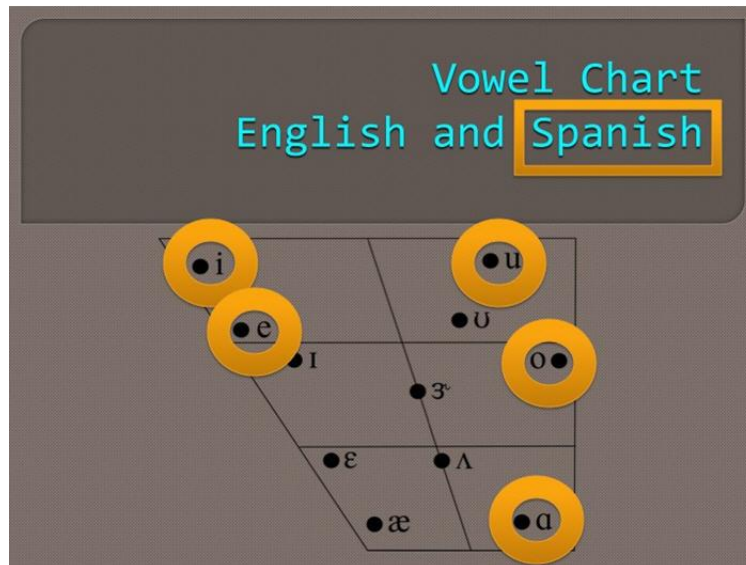 Vowel Chart
English and Spanish
i u
e ʊ
ɪ o
ɝ
ɛ ʌ
æ ɑ